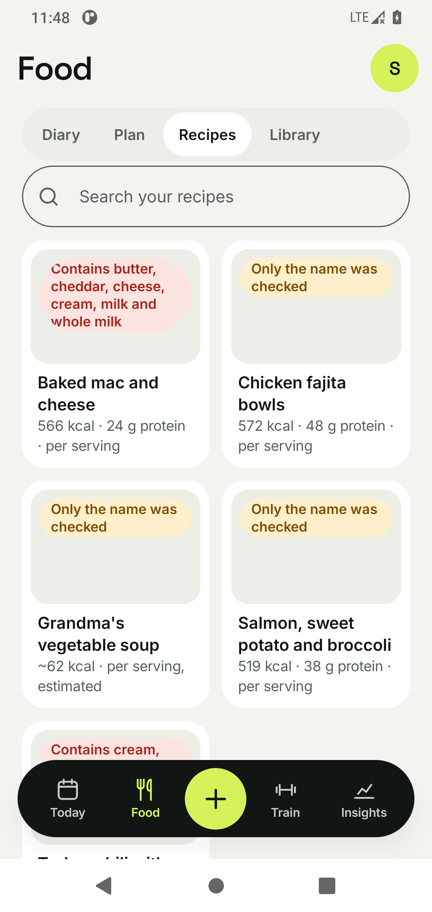 11:48
LTE
Food
S
Diary
Plan
Recipes
Library
Search your recipes
Contains butter,
cheddar, cheese,
cream, milk and
whole milk
Baked mac and
cheese
566 kcal · 24 g protein
· per serving
Only the name was
checked
Chicken fajita
bowls
572 kcal · 48 g protein ·
per serving
Only the name was
checked
Grandma's
vegetable soup
~62 kcal · per serving,
estimated
Only the name was
checked
Salmon, sweet
potato and broccoli
519 kcal · 38 g protein ·
per serving
Contains cream,
Today
Food
Train
Insights